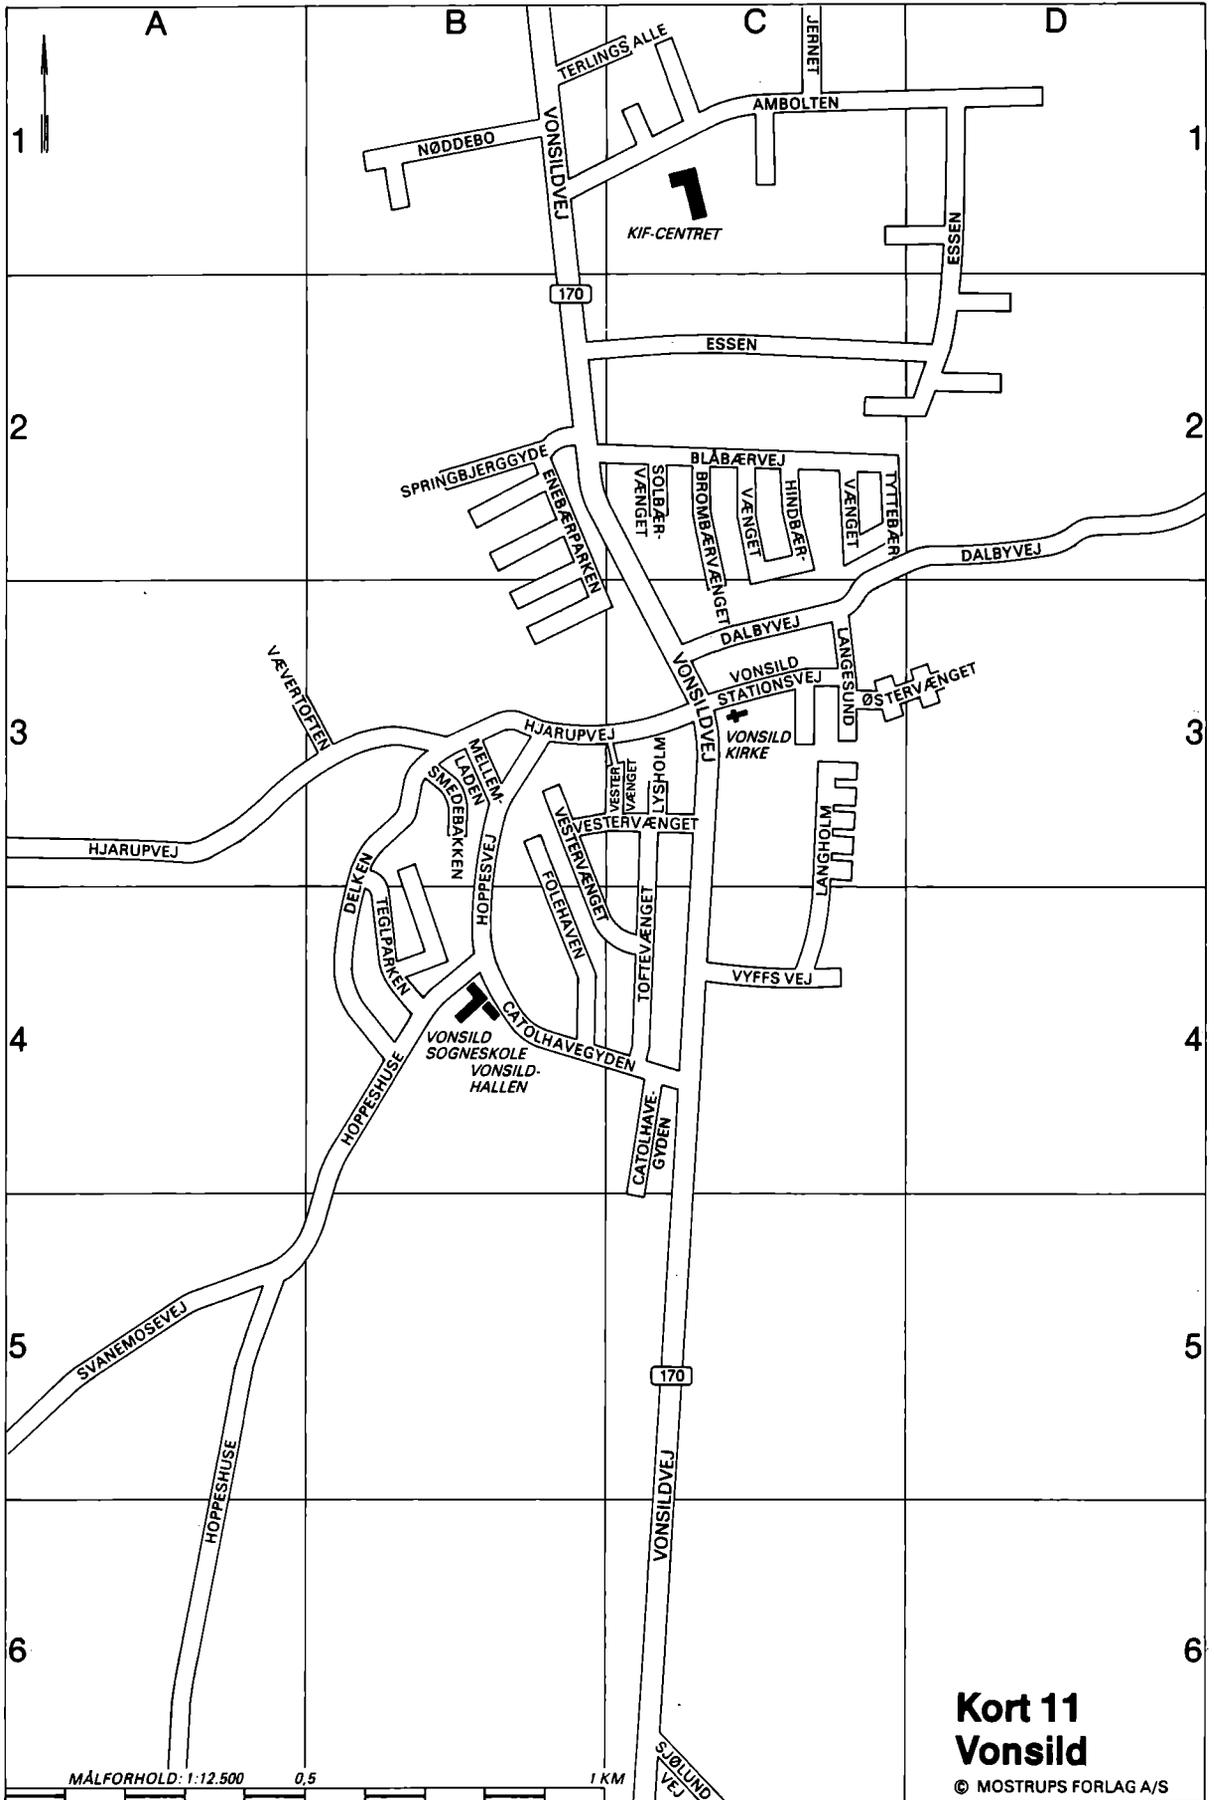 A
B
C
D
1
1
2
2
3
3
4
4
5
5
6
6
JERNET
TERLINGS ALLE
AMBOLTEN
NØDDEBO
VONSILDVEJ
KIF-CENTRET
ESSEN
170
ESSEN
SPRINGBJERGGYDE
ENEBÆRPARKEN
BLÅBÆRVEJ
SOLBÆR-
VÆNGET
BROMBÆRVÆNGET
HINDBÆR-
VÆNGET
TYTTEBÆR
VÆNGET
DALBYVEJ
DALBYVEJ
VONSILD
STATIONSVEJ
LANGESUND
ØSTERVÆNGET
VONSILDVEJ
VONSILD
KIRKE
VÆVERTOFTEN
HJARUPVEJ
HJARUPVEJ
MELLEM-
LADEN
SMEDEBAKKEN
VESTER
VÆNGET
LYSHOLM
VESTERVÆNGET
VESTERVÆNGET
LANGHOLM
DELKEN
HOPPESVEJ
FOLEHAVEN
TOFTEVÆNGET
TEGLPARKEN
VYFFS VEJ
CATOLHAVEGYDEN
VONSILD
SOGNESKOLE
VONSILD-
HALLEN
HOPPESHUSE
CATOLHAVE-
GYDEN
SVANEMOSEVEJ
170
HOPPESHUSE
VONSILDVEJ
SJØLUND
VEJ
MÅLFORHOLD: 1:12.500
0,5
1 KM
Kort 11
Vonsild
© MOSTRUPS FORLAG A/S